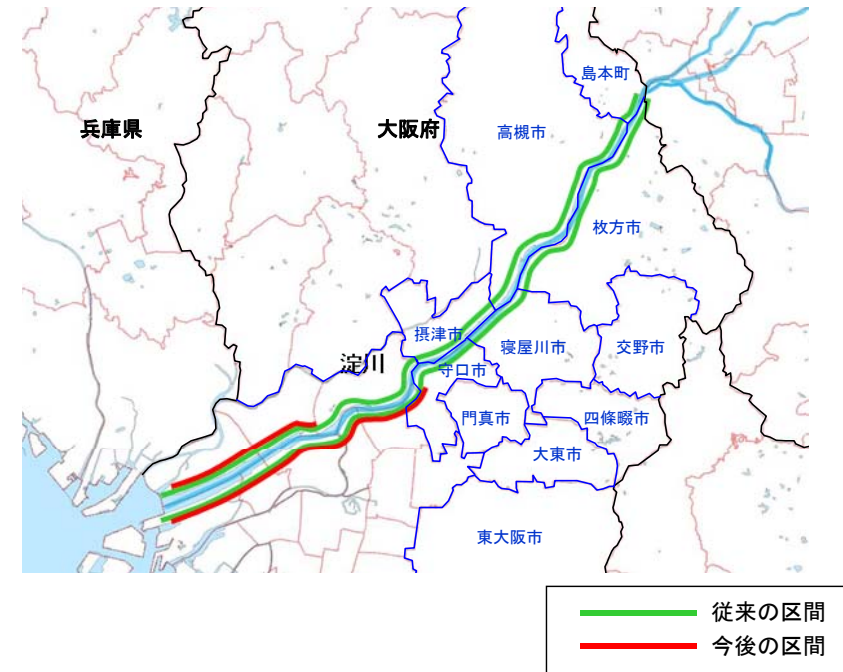 島本町
兵庫県
大阪府
高槻市
枚方市
摂津市
寝屋川市
交野市
淀川
守口市
門真市
四條畷市
大東市
東大阪市
従来の区間
今後の区間